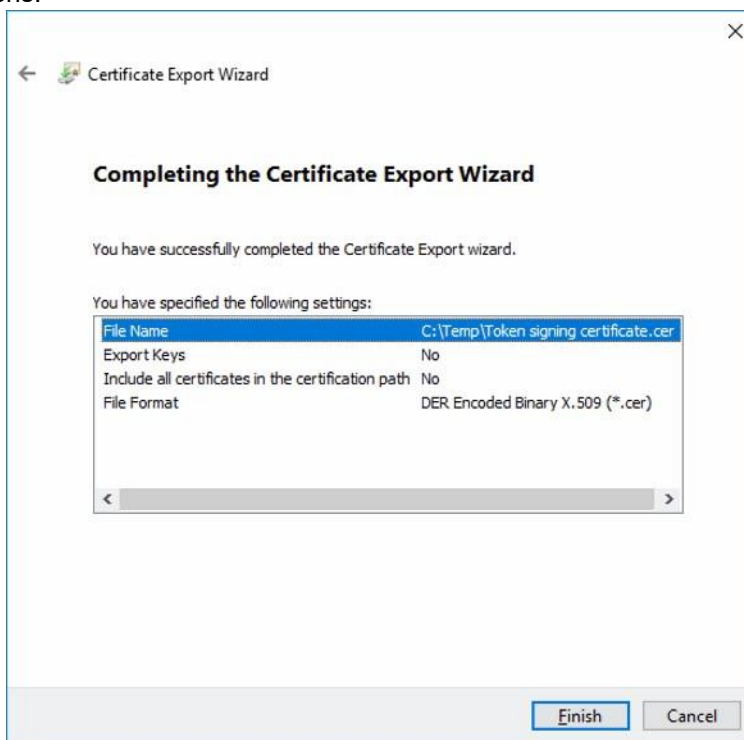 Certificate Export Wizard
Completing the Certificate Export Wizard
You have successfully completed the Certificate Export wizard.
You have specified the following settings:
File Name C:\Temp\Token signing certificate.cer
Export Keys No
Include all certificates in the certification path No
File Format DER Encoded Binary X.509 (*.cer)
Finish Cancel